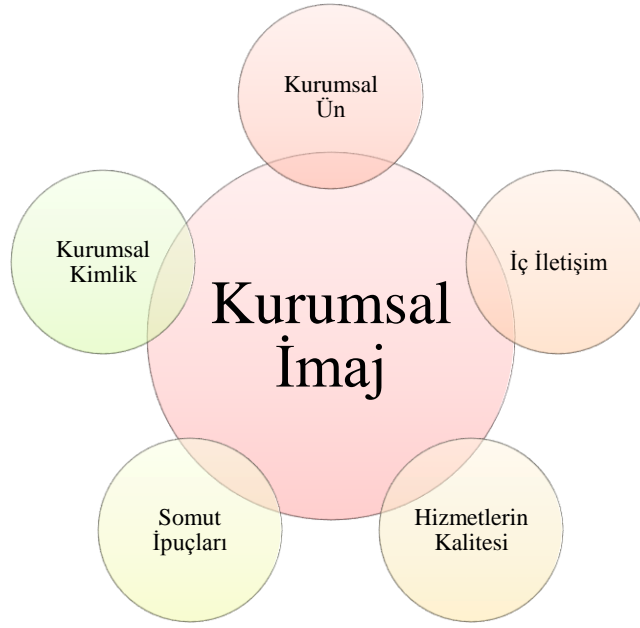 Kurumsal
Ün
Kurumsal
Kimlik
İç İletişim
Kurumsal
İmaj
Somut
İpuçları
Hizmetlerin
Kalitesi